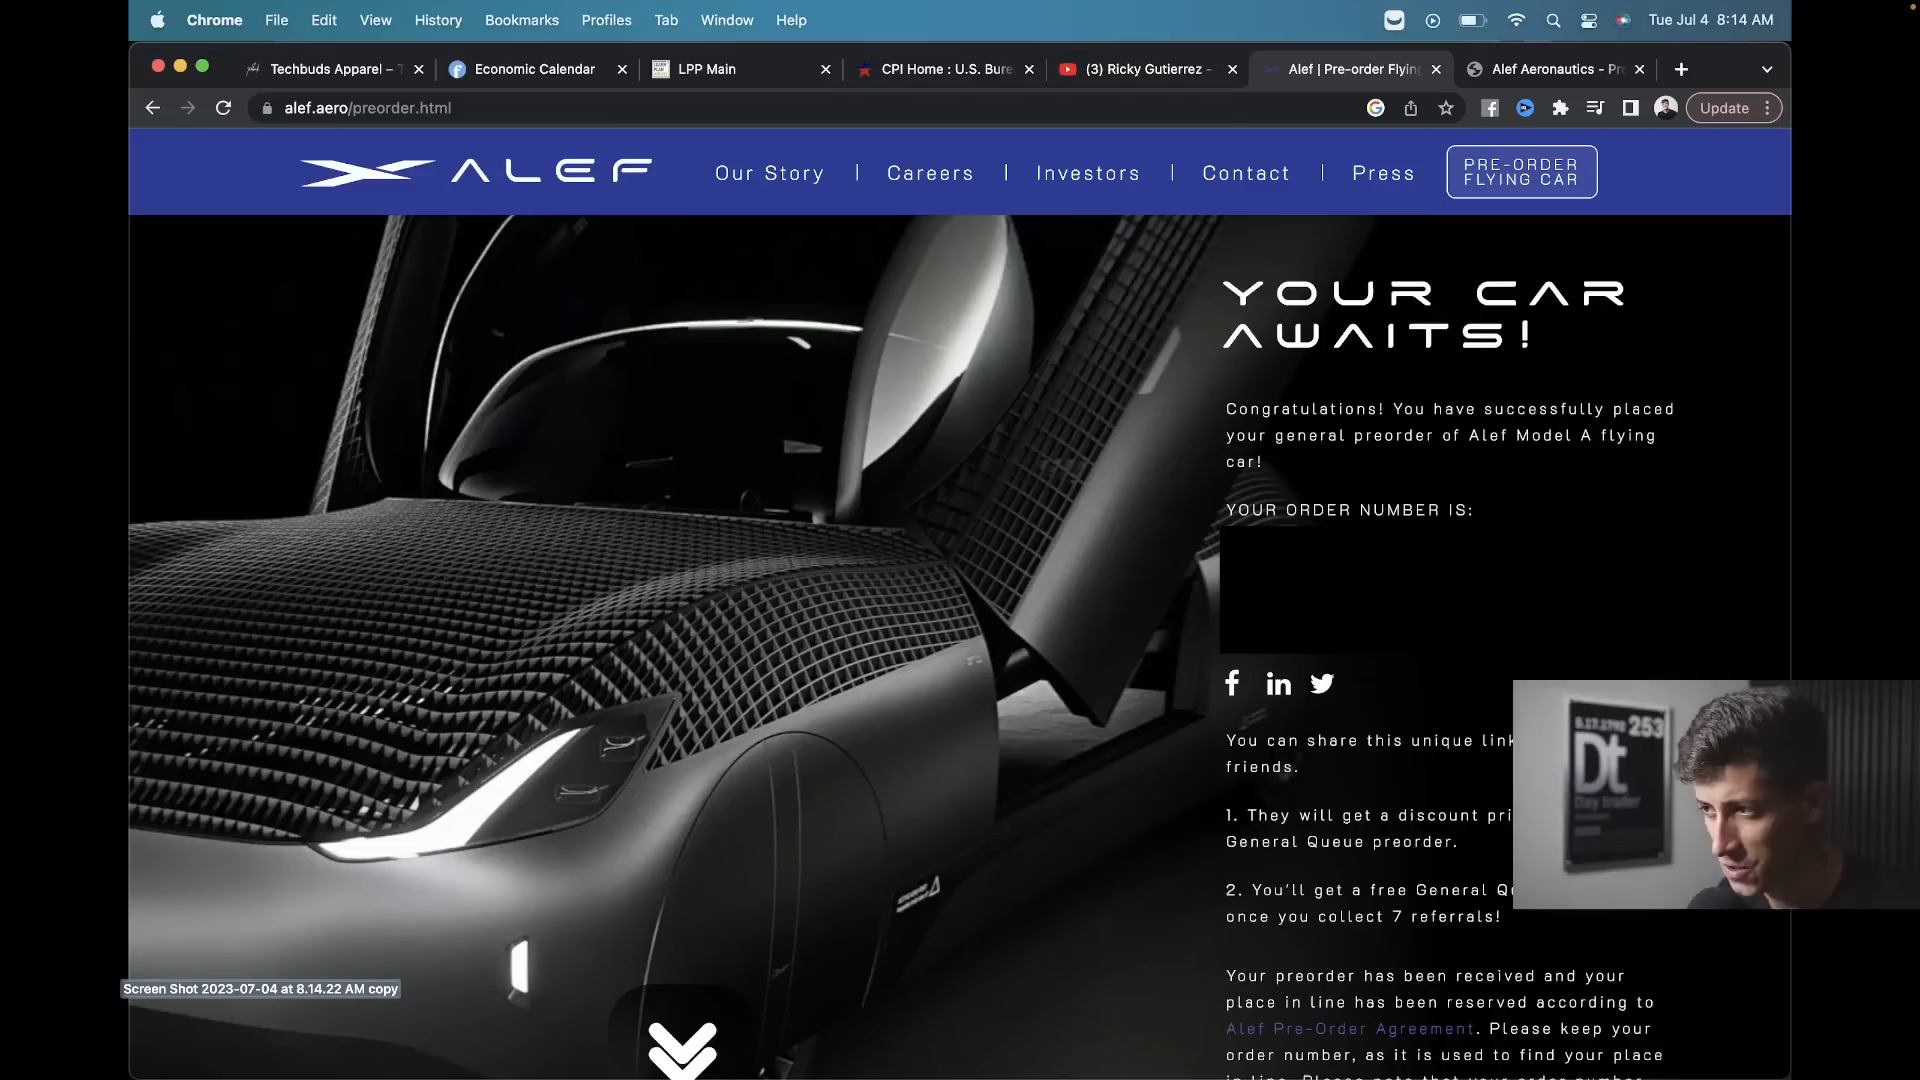 Chrome File Edit View History Bookmarks Profiles Tab Window Help
Tue Jul 4 8:14 AM
Techbuds Apparel –
Economic Calendar
LPP Main
CPI Home : U.S. Bure
(3) Ricky Gutierrez -
Alef | Pre-order Flyin
Alef Aeronautics -
alef.aero/preorder.html
Update
ALEF
Our Story | Careers | Investors | Contact | Press
PRE-ORDER
FLYING CAR
YOUR CAR
AWAITS!
Congratulations! You have successfully placed
your general preorder of Alef Model A flying
car!
YOUR ORDER NUMBER IS:
You can share this unique link
friends.
1. They will get a discount pri
General Queue preorder.
2. You'll get a free General Q
once you collect 7 referrals!
Your preorder has been received and your
place in line has been reserved according to
Alef Pre-Order Agreement. Please keep your
order number, as it is used to find your place
253
Dt
Day trader
Screen Shot 2023-07-04 at 8.14.22 AM copy